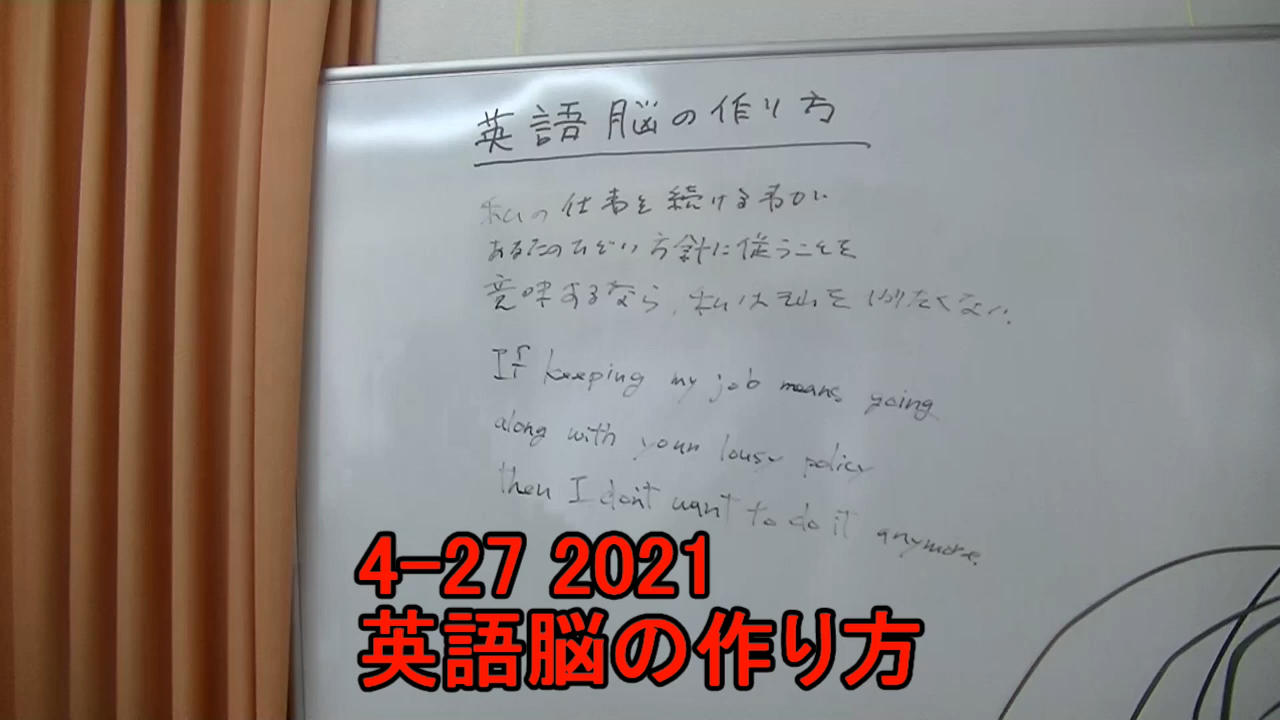 英語脳の作り方
私の仕事を続ける事が
あなたのひどい方針に従うことを
意味するなら、私はそれをやりたくない.
If keeping my job means going
along with your lousy policy
then I don't want to do it anymore.
4-27 2021
英語脳の作り方